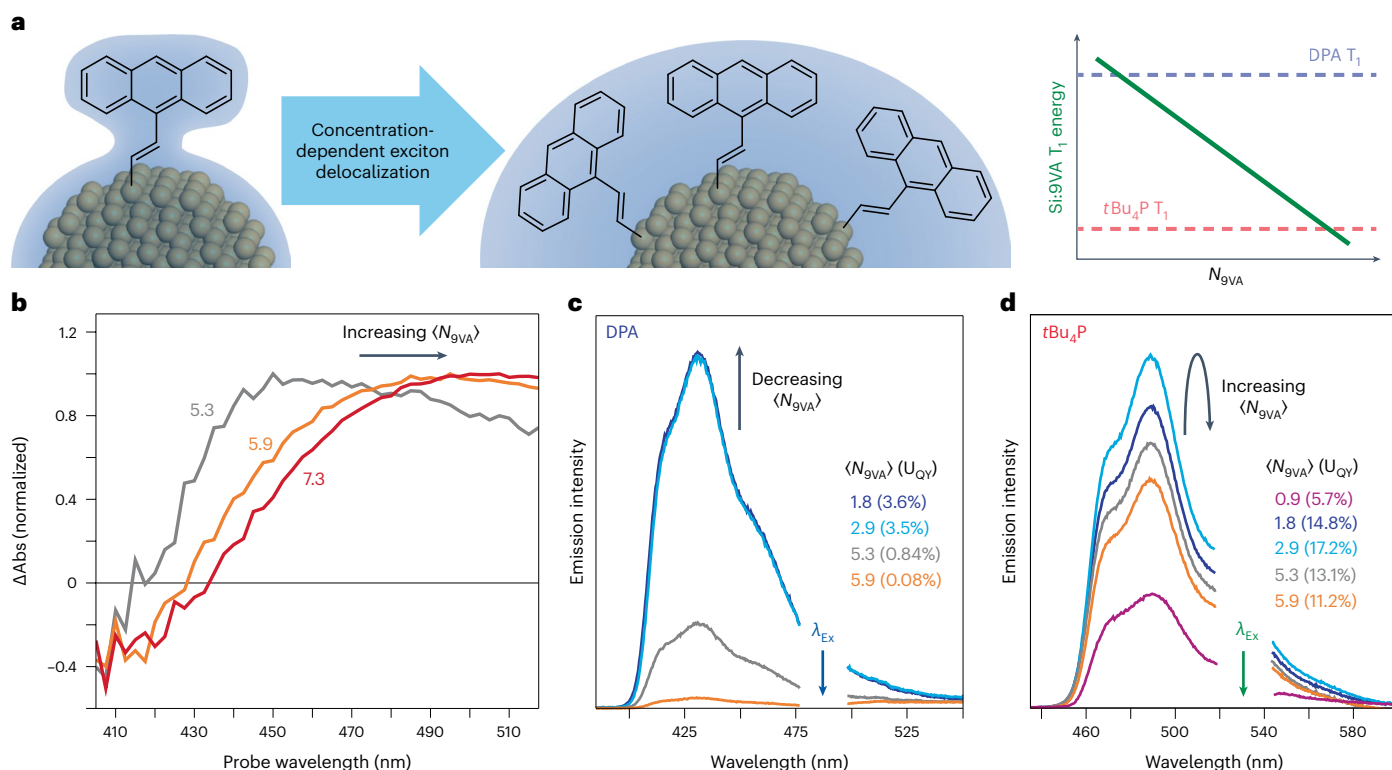 a
Concentration-
dependent exciton
delocalization
Si:9VA T1 energy
DPA T1
tBu4P T1
N9VA
b
Increasing ⟨N9VA⟩
5.3
5.9
7.3
1.2
0.8
0.4
0
−0.4
ΔAbs (normalized)
410 430 450 470 490 510
Probe wavelength (nm)
c
DPA
Decreasing
⟨N9VA⟩
⟨N9VA⟩ (UQY)
1.8 (3.6%)
2.9 (3.5%)
5.3 (0.84%)
5.9 (0.08%)
λEx
Emission intensity
425 475 525
Wavelength (nm)
d
tBu4P
Increasing
⟨N9VA⟩
⟨N9VA⟩ (UQY)
0.9 (5.7%)
1.8 (14.8%)
2.9 (17.2%)
5.3 (13.1%)
5.9 (11.2%)
λEx
Emission intensity
460 500 540 580
Wavelength (nm)